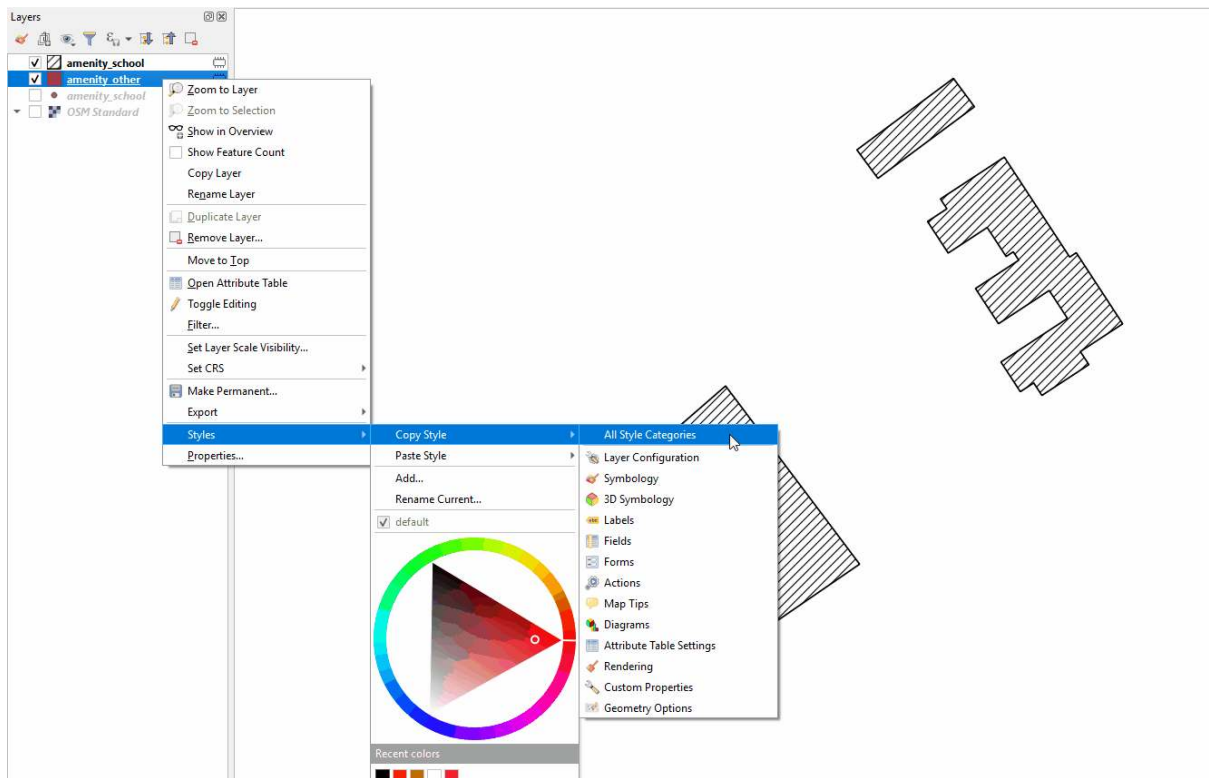 Layers
amenity_school
amenity_other
amenity_school
OSM Standard
Zoom to Layer
Zoom to Selection
Show in Overview
Show Feature Count
Copy Layer
Rename Layer
Duplicate Layer
Remove Layer...
Move to Top
Open Attribute Table
Toggle Editing
Filter...
Set Layer Scale Visibility...
Set CRS
Make Permanent...
Export
Styles
Properties...
Copy Style
Paste Style
Add...
Rename Current...
default
Recent colors
All Style Categories
Layer Configuration
Symbology
3D Symbology
Labels
Fields
Forms
Actions
Map Tips
Diagrams
Attribute Table Settings
Rendering
Custom Properties
Geometry Options